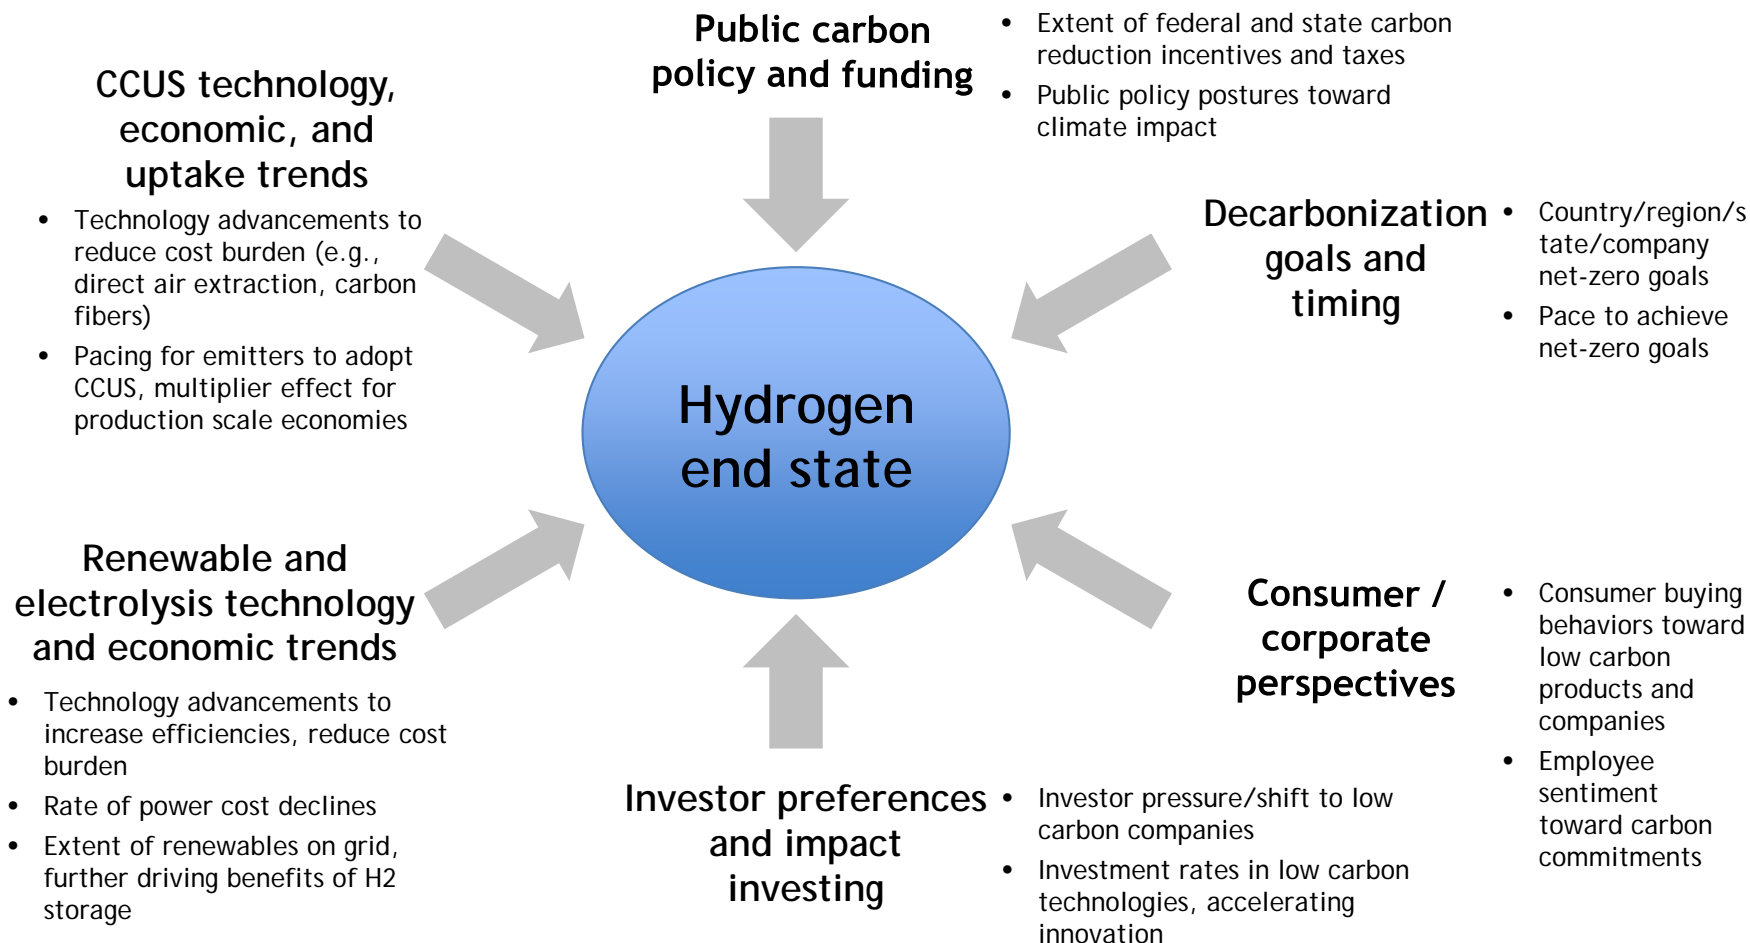 Public carbon
policy and funding
• Extent of federal and state carbon
reduction incentives and taxes
• Public policy postures toward
climate impact
CCUS technology,
economic, and
uptake trends
• Technology advancements to
reduce cost burden (e.g.,
direct air extraction, carbon
fibers)
• Pacing for emitters to adopt
CCUS, multiplier effect for
production scale economies
Decarbonization
goals and
timing
• Country/region/s
tate/company
net-zero goals
• Pace to achieve
net-zero goals
Hydrogen
end state
Renewable and
electrolysis technology
and economic trends
• Technology advancements to
increase efficiencies, reduce cost
burden
• Rate of power cost declines
• Extent of renewables on grid,
further driving benefits of H2
storage
Consumer /
corporate
perspectives
• Consumer buying
behaviors toward
low carbon
products and
companies
• Employee
sentiment
toward carbon
commitments
Investor preferences
and impact
investing
• Investor pressure/shift to low
carbon companies
• Investment rates in low carbon
technologies, accelerating
innovation